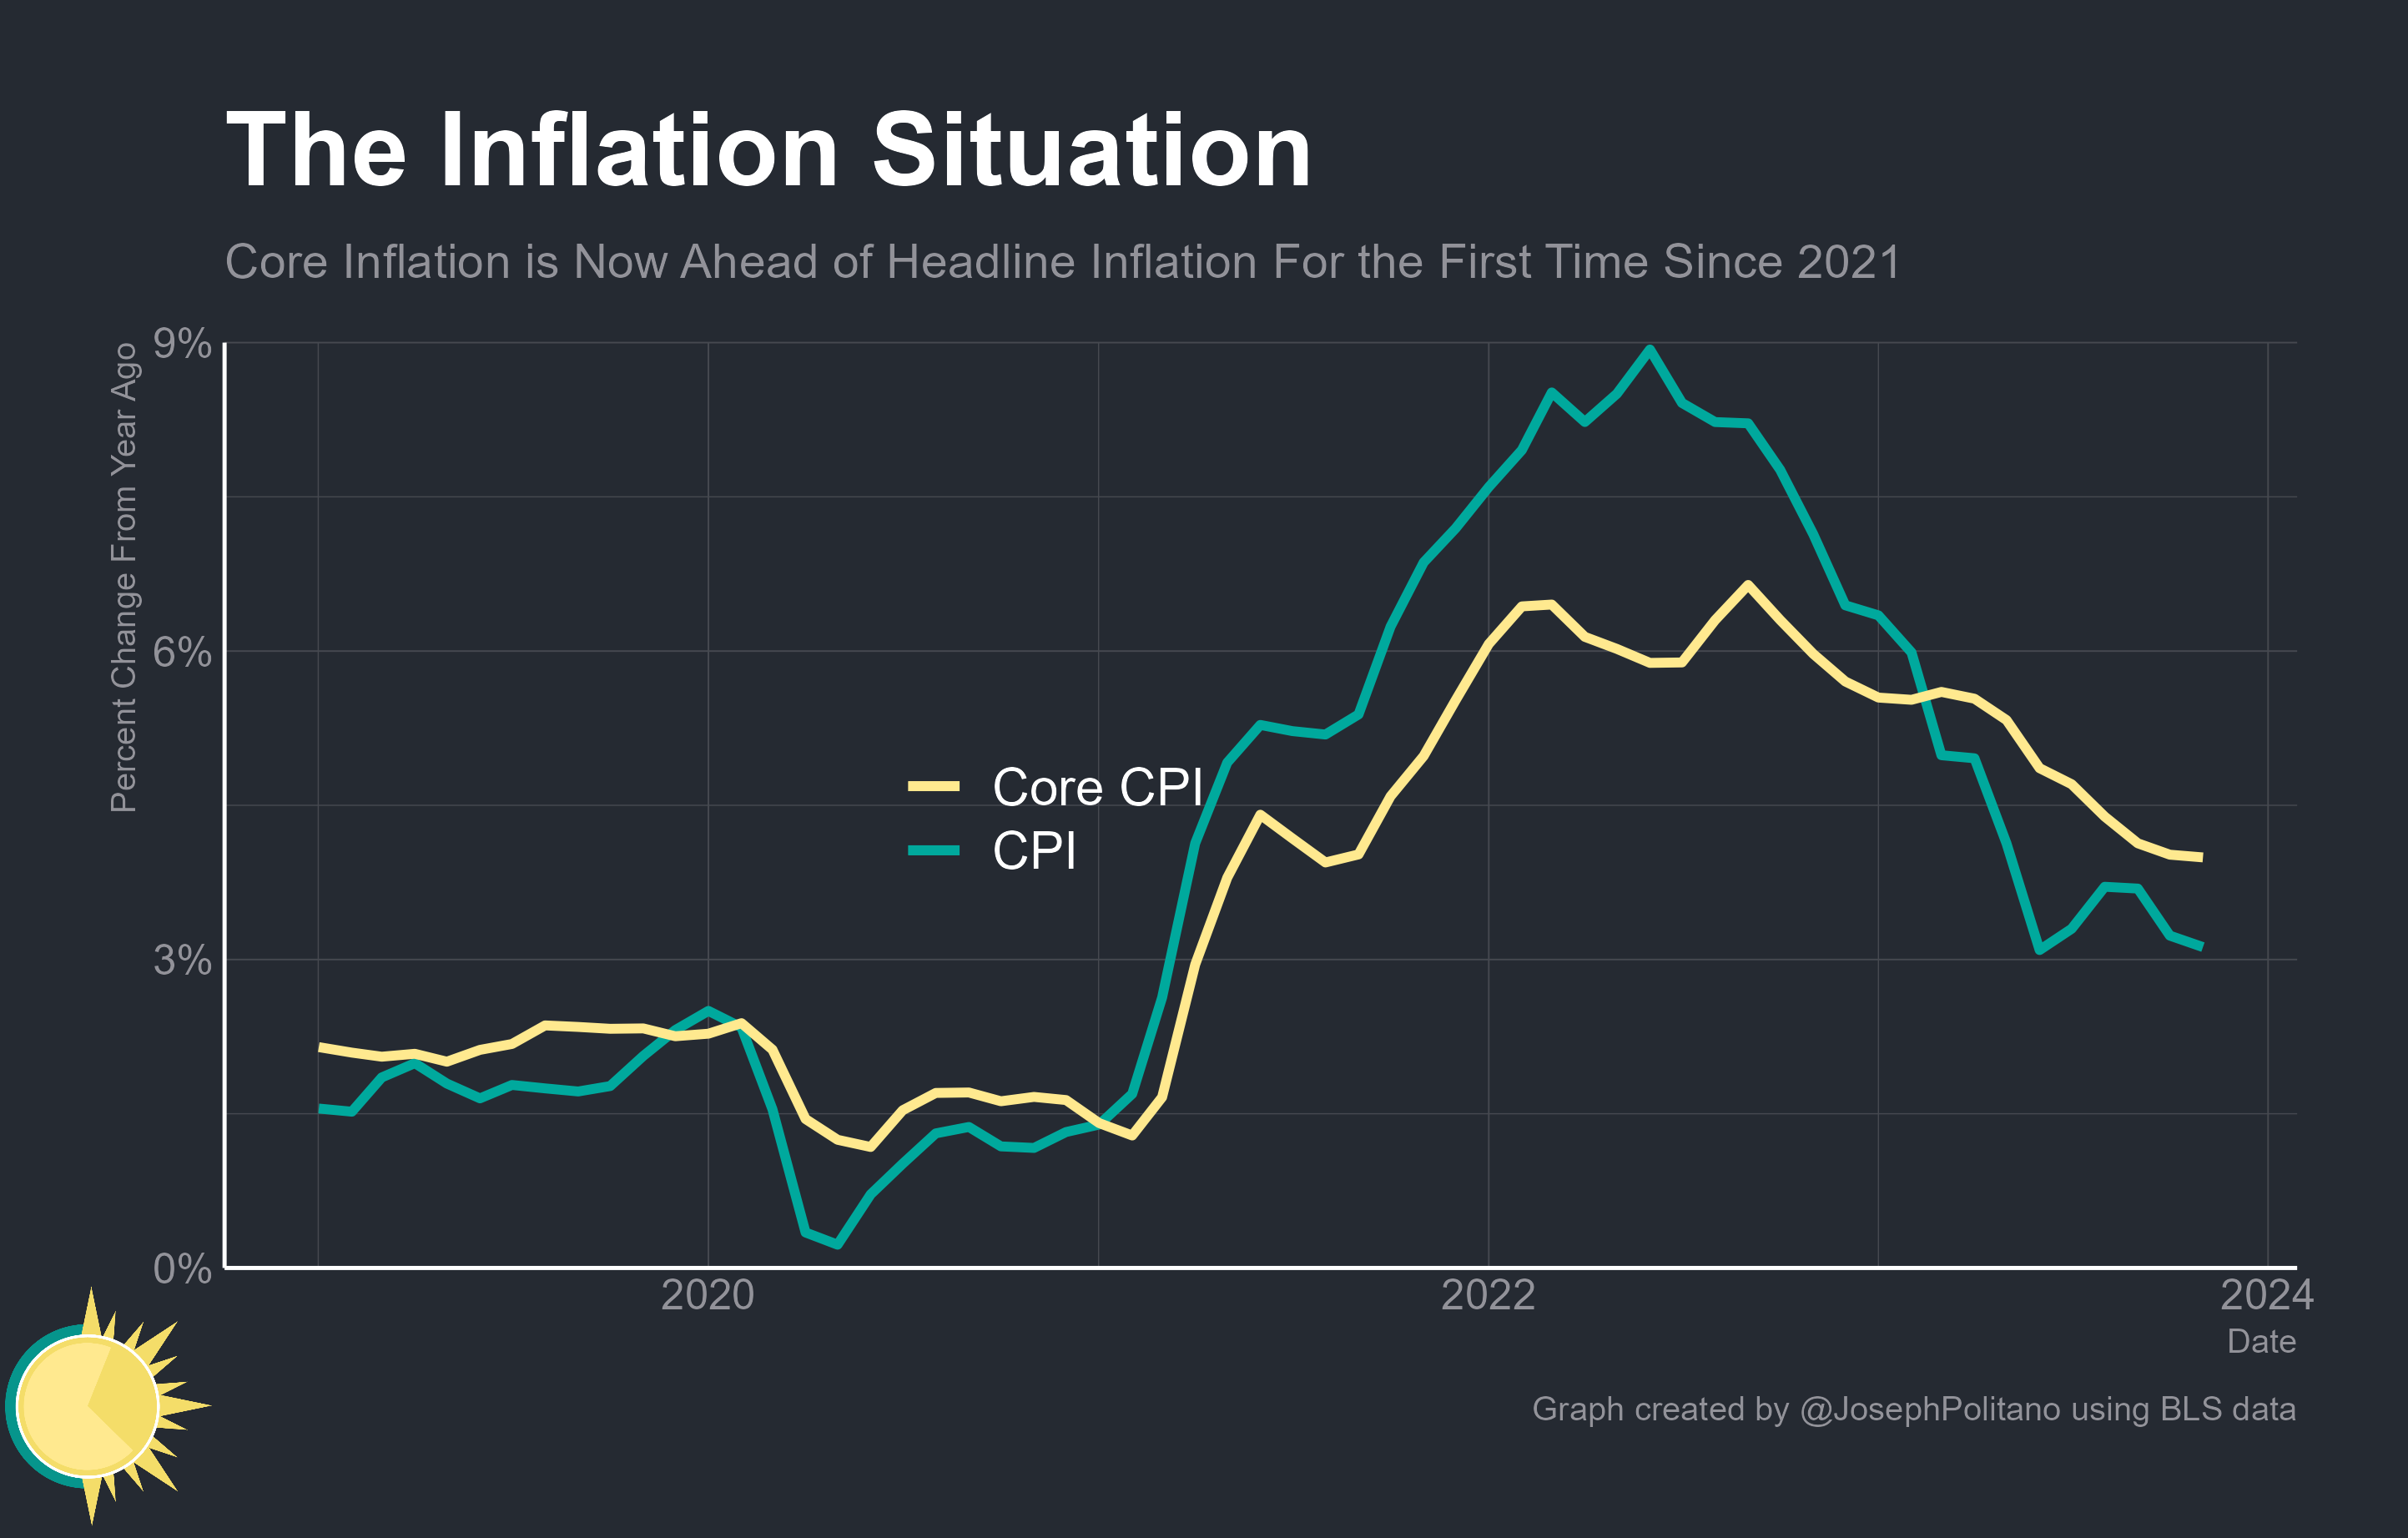 The Inflation Situation
Core Inflation is Now Ahead of Headline Inflation For the First Time Since 2021
Percent Change From Year Ago
9%
6%
3%
0%
Core CPI
CPI
2020
2022
2024
Date
Graph created by @JosephPolitano using BLS data